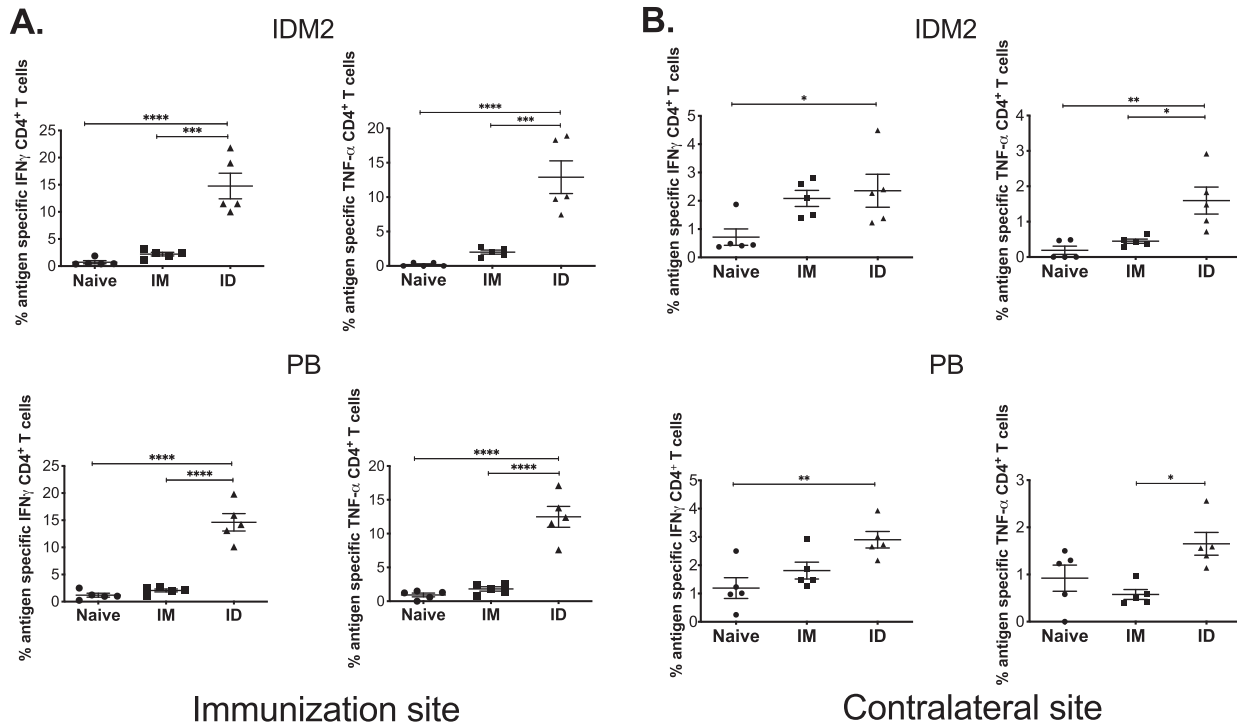 A.
IDM2
% antigen specific IFNγ CD4+ T cells
25
20
15
10
5
0
****
***
Naive IM ID
% antigen specific TNF-α CD4+ T cells
20
15
10
5
0
****
***
Naive IM ID
PB
% antigen specific IFNγ CD4+ T cells
25
20
15
10
5
0
****
****
Naive IM ID
% antigen specific TNF-α CD4+ T cells
20
15
10
5
0
****
****
Naive IM ID
Immunization site
B.
IDM2
% antigen specific IFNγ CD4+ T cells
5
4
3
2
1
0
*
Naive IM ID
% antigen specific TNF-α CD4+ T cells
4
3
2
1
0
**
*
Naive IM ID
PB
% antigen specific IFNγ CD4+ T cells
5
4
3
2
1
0
**
Naive IM ID
% antigen specific TNF-α CD4+ T cells
3
2
1
0
*
Naive IM ID
Contralateral site